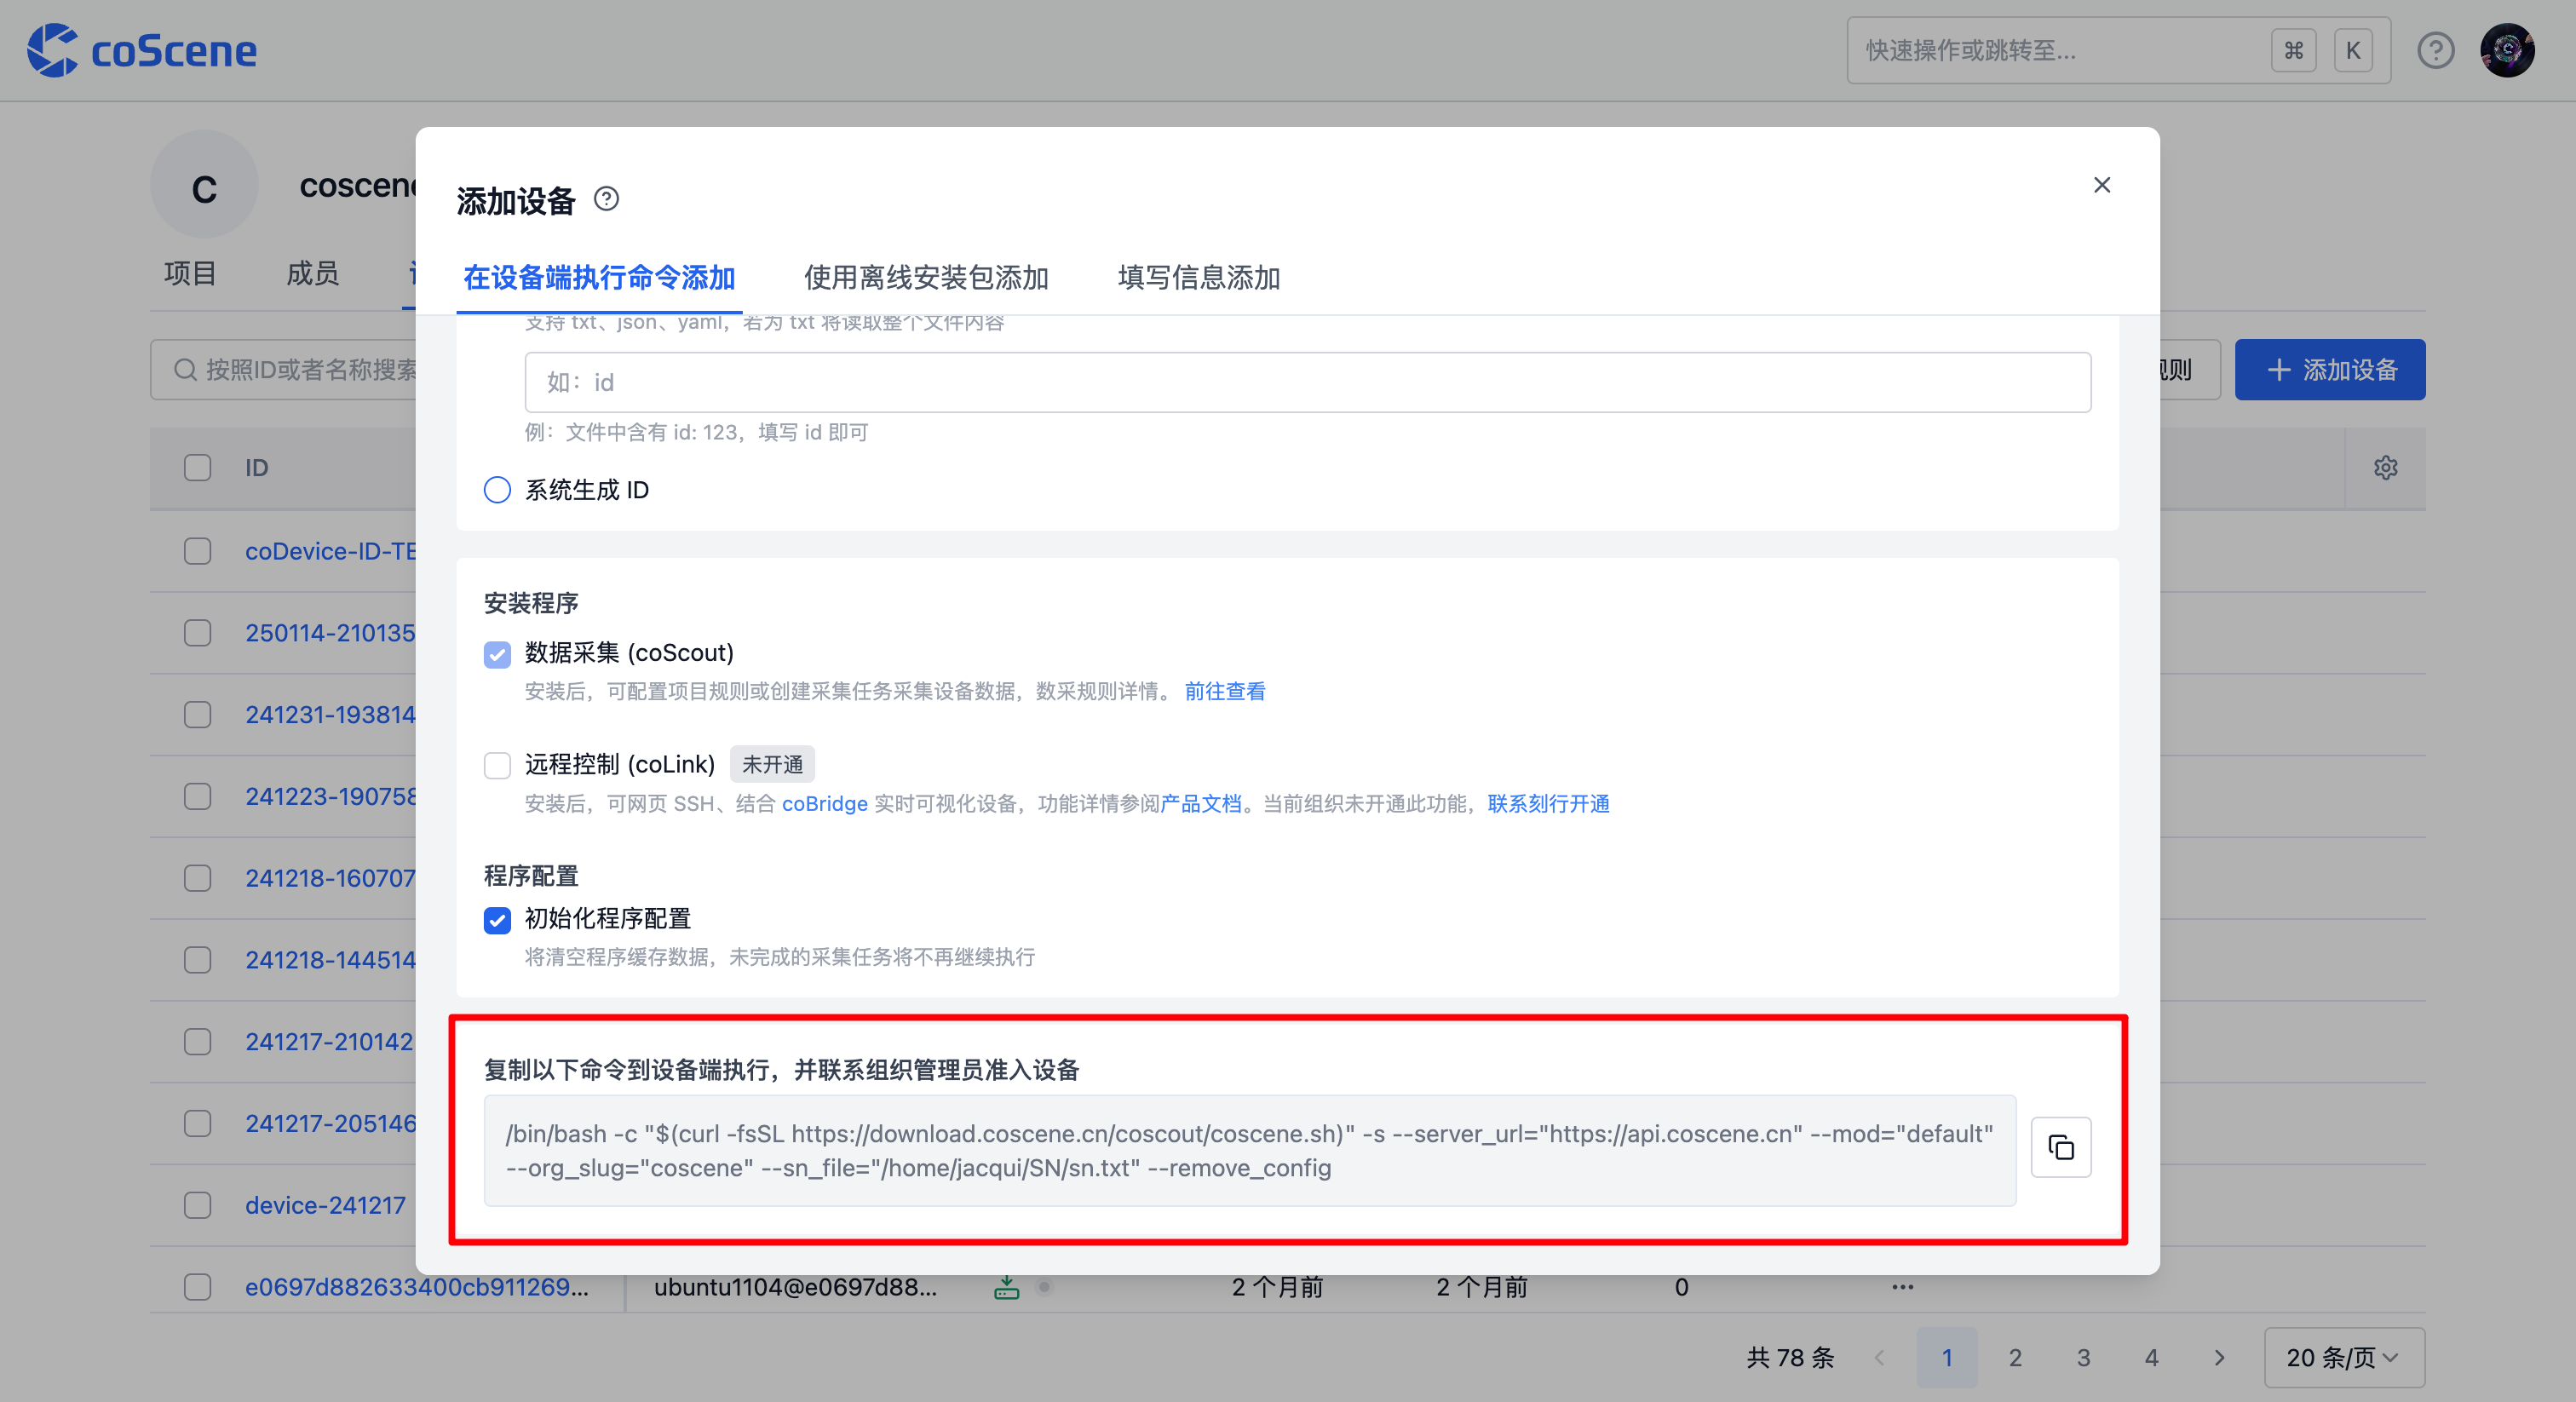 coScene
快速操作或跳转至...
⌘ K
C
coscene
项目
成员
按照ID或者名称搜索
规则
添加设备
ID
coDevice-ID-TE
250114-210135
241231-193814
241223-190758
241218-160707
241218-144514
241217-210142
241217-205146
device-241217
e0697d882633400cb911269...
ubuntu1104@e0697d88...
2 个月前
2 个月前
0
共 78 条
1
2
3
4
20 条/页
添加设备
在设备端执行命令添加
使用离线安装包添加
填写信息添加
支持 txt、json、yaml，若为 txt 将读取整个文件内容
如：id
例：文件中含有 id: 123，填写 id 即可
系统生成 ID
安装程序
数据采集 (coScout)
安装后，可配置项目规则或创建采集任务采集设备数据，数采规则详情。 前往查看
远程控制 (coLink) 未开通
安装后，可网页 SSH、结合 coBridge 实时可视化设备，功能详情参阅产品文档。当前组织未开通此功能，联系刻行开通
程序配置
初始化程序配置
将清空程序缓存数据，未完成的采集任务将不再继续执行
复制以下命令到设备端执行，并联系组织管理员准入设备
/bin/bash -c "$(curl -fsSL https://download.coscene.cn/coscout/coscene.sh)" -s --server_url="https://api.coscene.cn" --mod="default"
--org_slug="coscene" --sn_file="/home/jacqui/SN/sn.txt" --remove_config